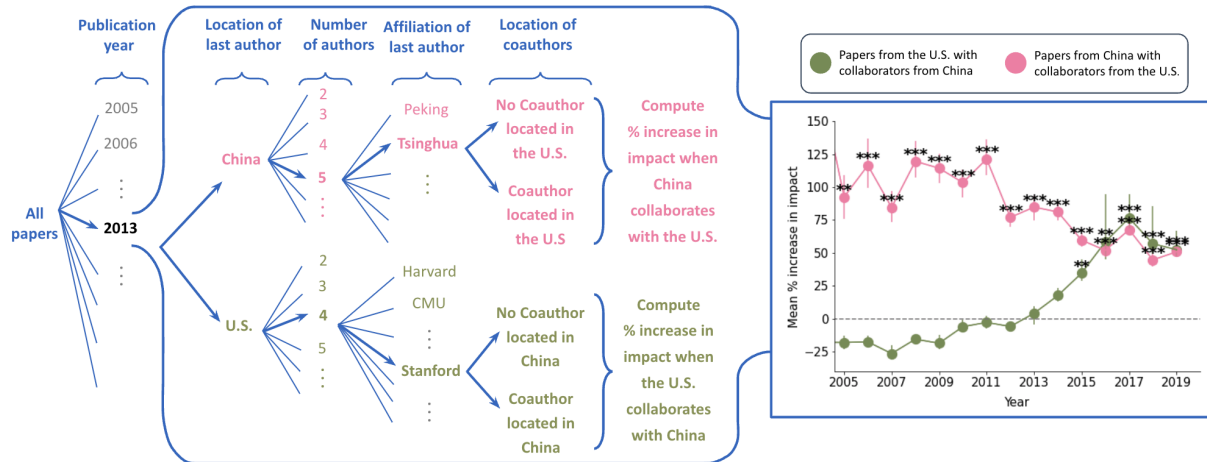 Publication
year
Location of
last author
Number
of authors
Affiliation of
last author
Location of
coauthors
All
papers
2005
2006
2013
China
U.S.
2
3
4
5
Peking
Tsinghua
No Coauthor
located in
the U.S.
Coauthor
located in
the U.S
Compute
% increase in
impact when
China
collaborates
with the U.S.
2
3
4
5
Harvard
CMU
Stanford
No Coauthor
located in
China
Coauthor
located in
China
Compute
% increase in
impact when
the U.S.
collaborates
with China
Papers from the U.S. with
collaborators from China
Papers from China with
collaborators from the U.S.
Mean % increase in impact
150
125
100
75
50
25
0
−25
** *** *** *** *** *** *** *** *** *** *** *** *** *** ***
** *** *** *** ***
2005 2007 2009 2011 2013 2015 2017 2019
Year